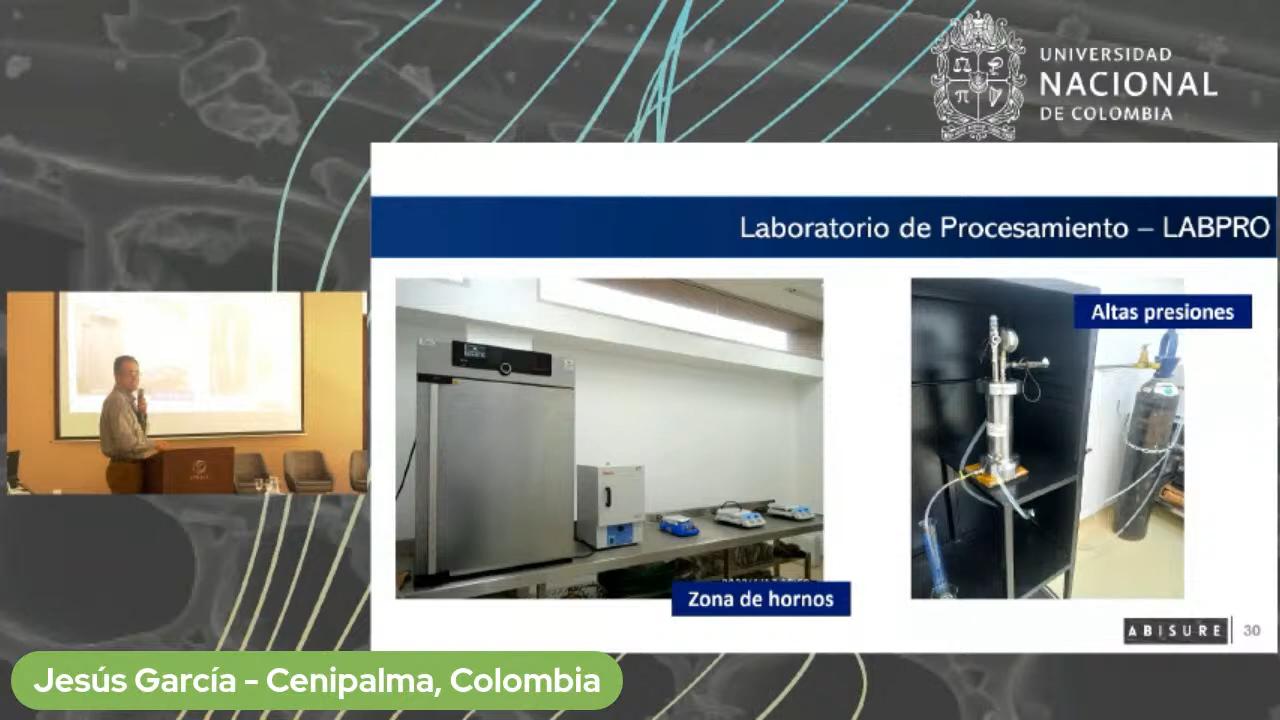 UNIVERSIDAD
NACIONAL
DE COLOMBIA
Laboratorio de Procesamiento – LABPRO
Altas presiones
Zona de hornos
ABISURE
30
Jesús García - Cenipalma, Colombia